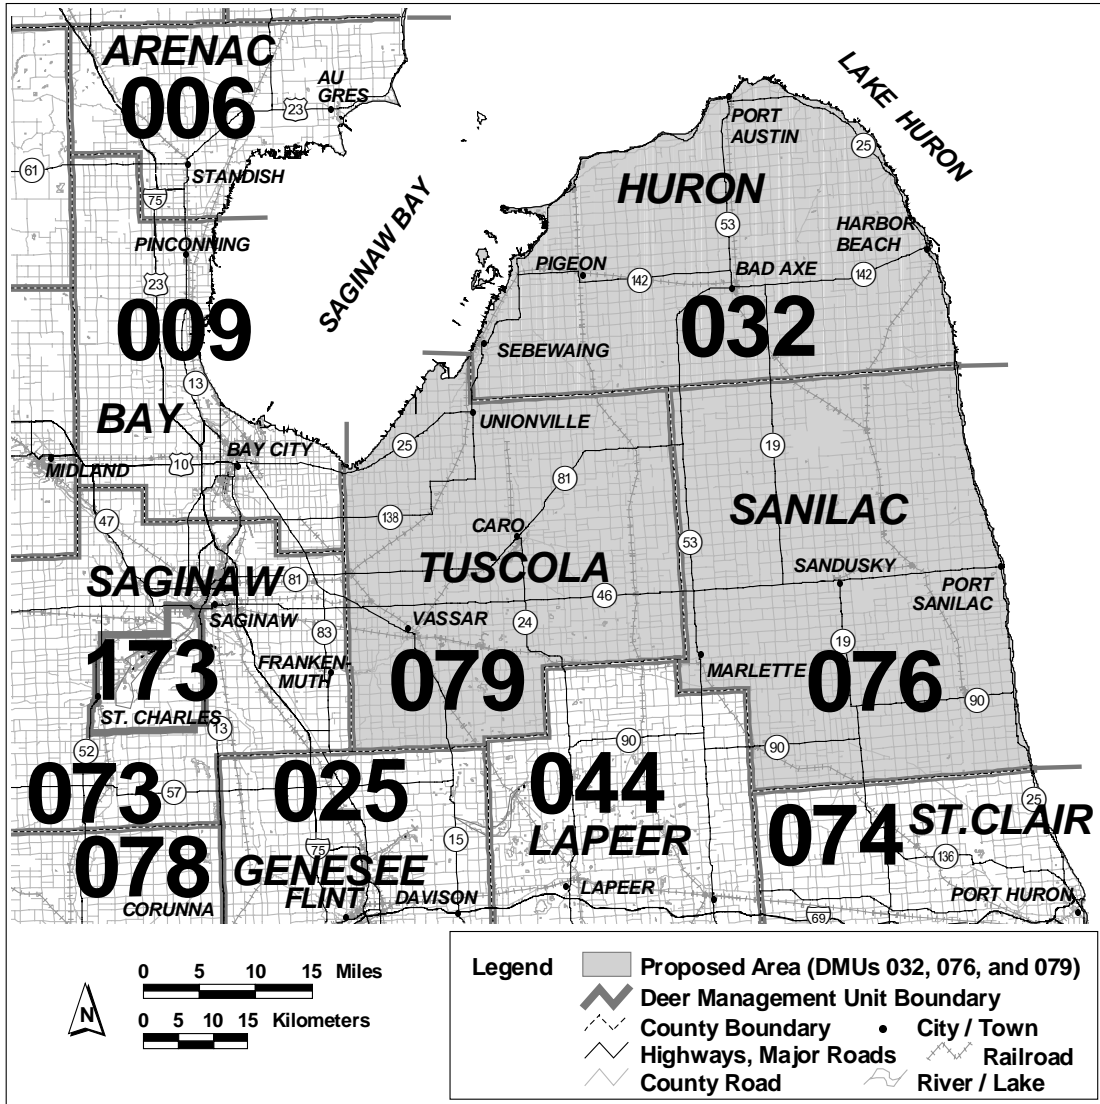 ARENAC
006
AU
GRES
23
LAKE HURON
PORT
AUSTIN
25
61
STANDISH
75
HURON
53
HARBOR
BEACH
SAGINAW BAY
PINCONNING
23
PIGEON
142
BAD AXE
142
009
032
SEBEWAING
13
BAY
UNIONVILLE
25
19
MIDLAND
10
BAY CITY
81
47
138
SANILAC
CARO
53
TUSCOLA
SANDUSKY
PORT
SANILAC
SAGINAW
81
46
SAGINAW
83
VASSAR
24
19
173
FRANKEN-
MUTH
079
MARLETTE
076
ST. CHARLES
13
90
52
90
90
073
57
025
044
25
078
75
15
LAPEER
074
ST.CLAIR
136
GENESEE
FLINT
DAVISON
LAPEER
PORT HURON
CORUNNA
69
0 5 10 15 Miles
0 5 10 15 Kilometers
N
Legend
Proposed Area (DMUs 032, 076, and 079)
Deer Management Unit Boundary
County Boundary
City / Town
Highways, Major Roads
Railroad
County Road
River / Lake